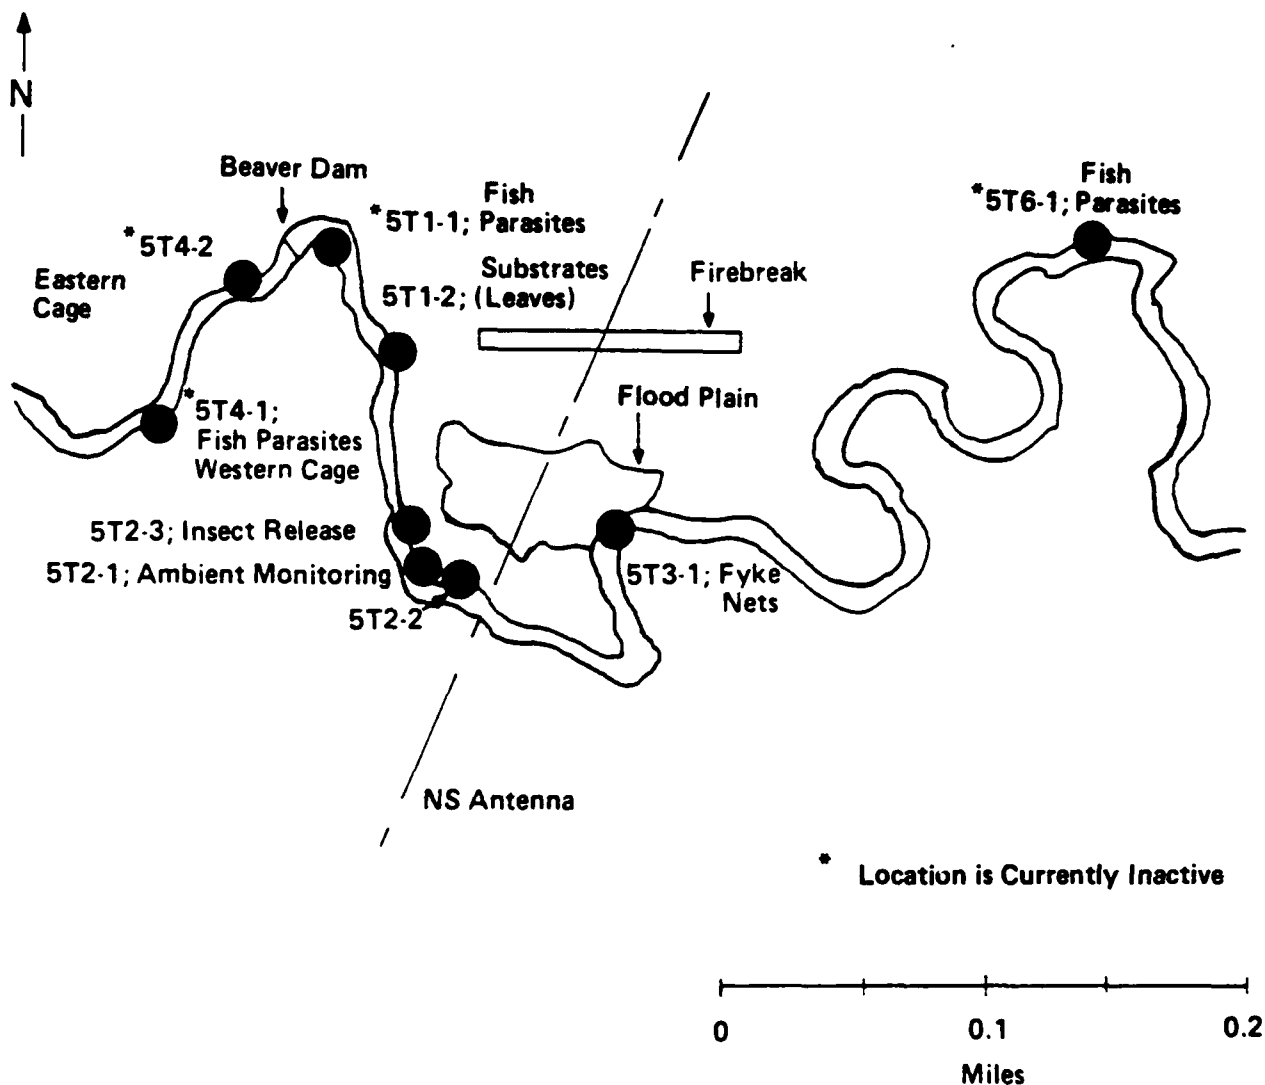 N
Beaver Dam
Fish
*5T1-1; Parasites
Fish
*5T6-1; Parasites
*5T4-2
Eastern
Cage
Substrates
5T1-2; (Leaves)
Firebreak
Flood Plain
*5T4-1;
Fish Parasites
Western Cage
5T2-3; Insect Release
5T2-1; Ambient Monitoring
5T2-2
5T3-1; Fyke
Nets
NS Antenna
* Location is Currently Inactive
0 0.1 0.2
Miles